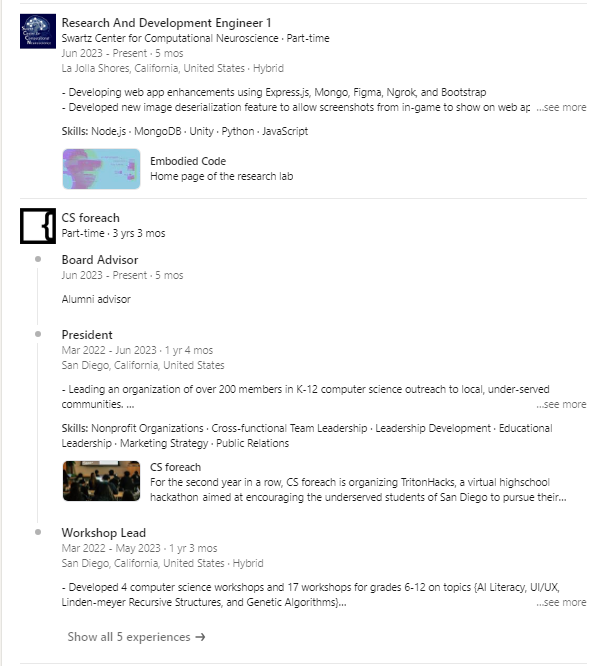 Research And Development Engineer 1
Swartz Center for Computational Neuroscience · Part-time
Jun 2023 - Present · 5 mos
La Jolla Shores, California, United States · Hybrid
- Developing web app enhancements using Express.js, Mongo, Figma, Ngrok, and Bootstrap
- Developed new image deserialization feature to allow screenshots from in-game to show on web ap ...see more
Skills: Node.js · MongoDB · Unity · Python · JavaScript
Embodied Code
Home page of the research lab
CS foreach
Part-time · 3 yrs 3 mos
Board Advisor
Jun 2023 - Present · 5 mos
Alumni advisor
President
Mar 2022 - Jun 2023 · 1 yr 4 mos
San Diego, California, United States
- Leading an organization of over 200 members in K-12 computer science outreach to local, under-served
communities. ... ...see more
Skills: Nonprofit Organizations · Cross-functional Team Leadership · Leadership Development · Educational
Leadership · Marketing Strategy · Public Relations
CS foreach
For the second year in a row, CS foreach is organizing TritonHacks, a virtual highschool
hackathon aimed at encouraging the underserved students of San Diego to pursue their...
Workshop Lead
Mar 2022 - May 2023 · 1 yr 3 mos
San Diego, California, United States · Hybrid
- Developed 4 computer science workshops and 17 workshops for grades 6-12 on topics (AI Literacy, UI/UX,
Linden-meyer Recursive Structures, and Genetic Algorithms)... ...see more
Show all 5 experiences →